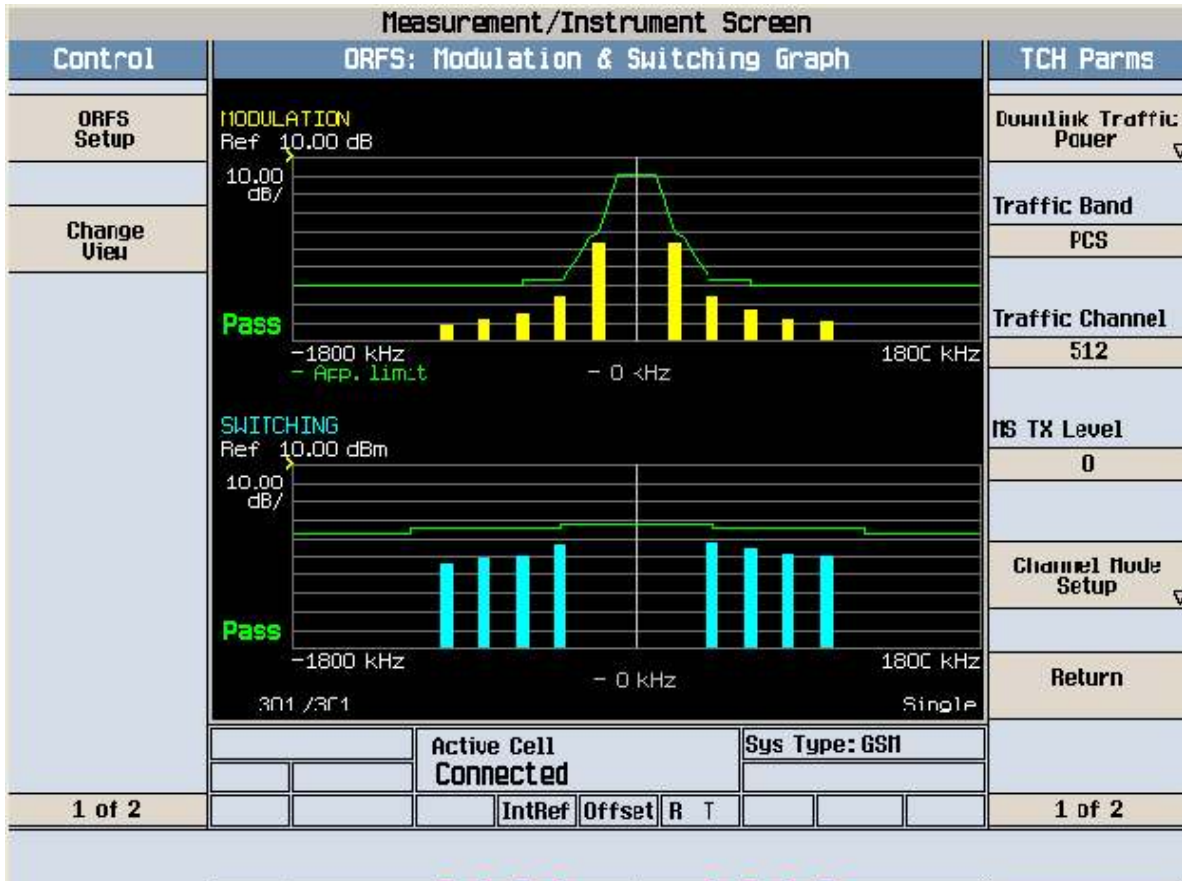 Measurement/Instrument Screen
Control
ORFS: Modulation & Switching Graph
TCH Parms
ORFS
Setup
Change
View
1 of 2
MODULATION
Ref 10.00 dB
10.00
dB/
Pass
-1800 kHz
1800 kHz
- App. limit
- 0 kHz
SWITCHING
Ref 10.00 dBm
10.00
dB/
Pass
-1800 kHz
1800 kHz
- 0 kHz
301/301
Single
Active Cell
Connected
Sys Type: GSM
IntRef
Offset
R T
Downlink Traffic
Power
Traffic Band
PCS
Traffic Channel
512
MS TX Level
0
Channel Mode
Setup
Return
1 of 2